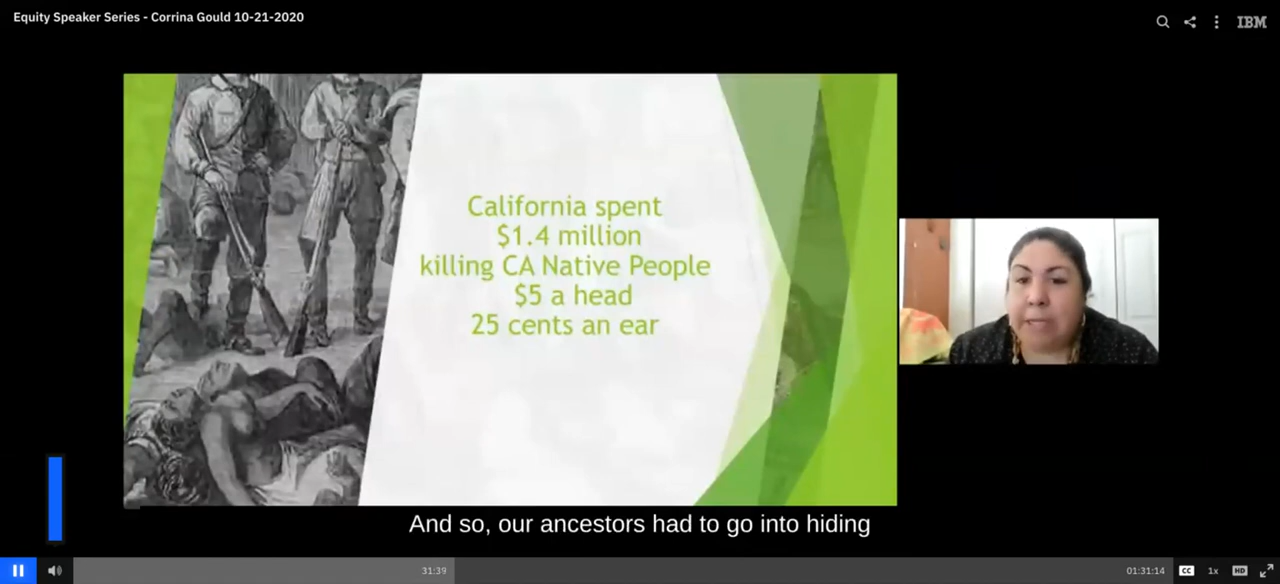 Equity Speaker Series - Corrina Gould 10-21-2020
IBM
California spent
$1.4 million
killing CA Native People
$5 a head
25 cents an ear
And so, our ancestors had to go into hiding
31:39
01:31:14
CC
1x
HD